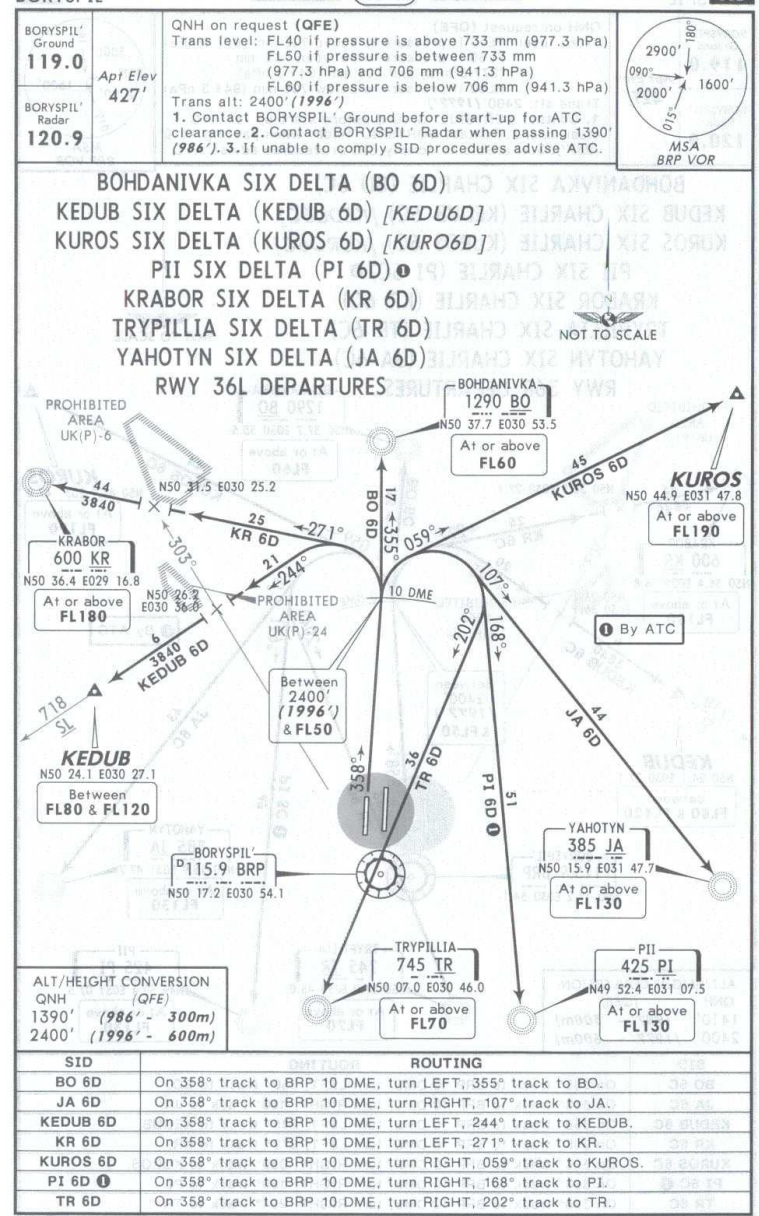 BORYSPIL'
BORYSPIL'
Ground
119.0
BORYSPIL'
Radar
120.9
Apt Elev
427'
QNH on request (QFE)
Trans level: FL40 if pressure is above 733 mm (977.3 hPa)
FL50 if pressure is between 733 mm
(977.3 hPa) and 706 mm (941.3 hPa)
FL60 if pressure is below 706 mm (941.3 hPa)
Trans alt: 2400' (1996')
1. Contact BORYSPIL' Ground before start-up for ATC
clearance. 2. Contact BORYSPIL' Radar when passing 1390'
(986'). 3. If unable to comply SID procedures advise ATC.
2900'
180°
090°
2000'
1600'
015°
MSA
BRP VOR
BOHDANIVKA SIX DELTA (BO 6D)
KEDUB SIX DELTA (KEDUB 6D) [KEDU6D]
KUROS SIX DELTA (KUROS 6D) [KURO6D]
PII SIX DELTA (PI 6D) ❶
KRABOR SIX DELTA (KR 6D)
TRYPILLIA SIX DELTA (TR 6D)
YAHOTYN SIX DELTA (JA 6D)
RWY 36L DEPARTURES
NOT TO SCALE
PROHIBITED
AREA
UK(P)-6
BOHDANIVKA
1290 BO
N50 37.7 E030 53.5
At or above
FL60
KUROS
N50 44.9 E031 47.8
At or above
FL190
45
KUROS 6D
44
3840
N50 31.5 E030 25.2
KRABOR
600 KR
N50 36.4 E029 16.8
At or above
FL180
25
KR 6D
271°
BO 6D
17
355°
059°
303°
21
244°
107°
10 DME
N50 26.2
E030 36.0
PROHIBITED
AREA
UK(P)-24
202°
168°
❶ By ATC
6
3840
KEDUB 6D
718
SL
KEDUB
N50 24.1 E030 27.1
Between
FL80 & FL120
Between
2400'
(1996')
& FL50
358°
36
TR 6D
PI 6D ❶
51
44
JA 6D
BORYSPIL'
D 115.9 BRP
N50 17.2 E030 54.1
YAHOTYN
385 JA
N50 15.9 E031 47.7
At or above
FL130
TRYPILLIA
745 TR
N50 07.0 E030 46.0
At or above
FL70
PII
425 PI
N49 52.4 E031 07.5
At or above
FL130
ALT/HEIGHT CONVERSION
QNH (QFE)
1390' (986' - 300m)
2400' (1996' - 600m)
SID ROUTING
BO 6D On 358° track to BRP 10 DME, turn LEFT, 355° track to BO.
JA 6D On 358° track to BRP 10 DME, turn RIGHT, 107° track to JA.
KEDUB 6D On 358° track to BRP 10 DME, turn LEFT, 244° track to KEDUB.
KR 6D On 358° track to BRP 10 DME, turn LEFT, 271° track to KR.
KUROS 6D On 358° track to BRP 10 DME, turn RIGHT, 059° track to KUROS.
PI 6D ❶ On 358° track to BRP 10 DME, turn RIGHT, 168° track to PI.
TR 6D On 358° track to BRP 10 DME, turn RIGHT, 202° track to TR.